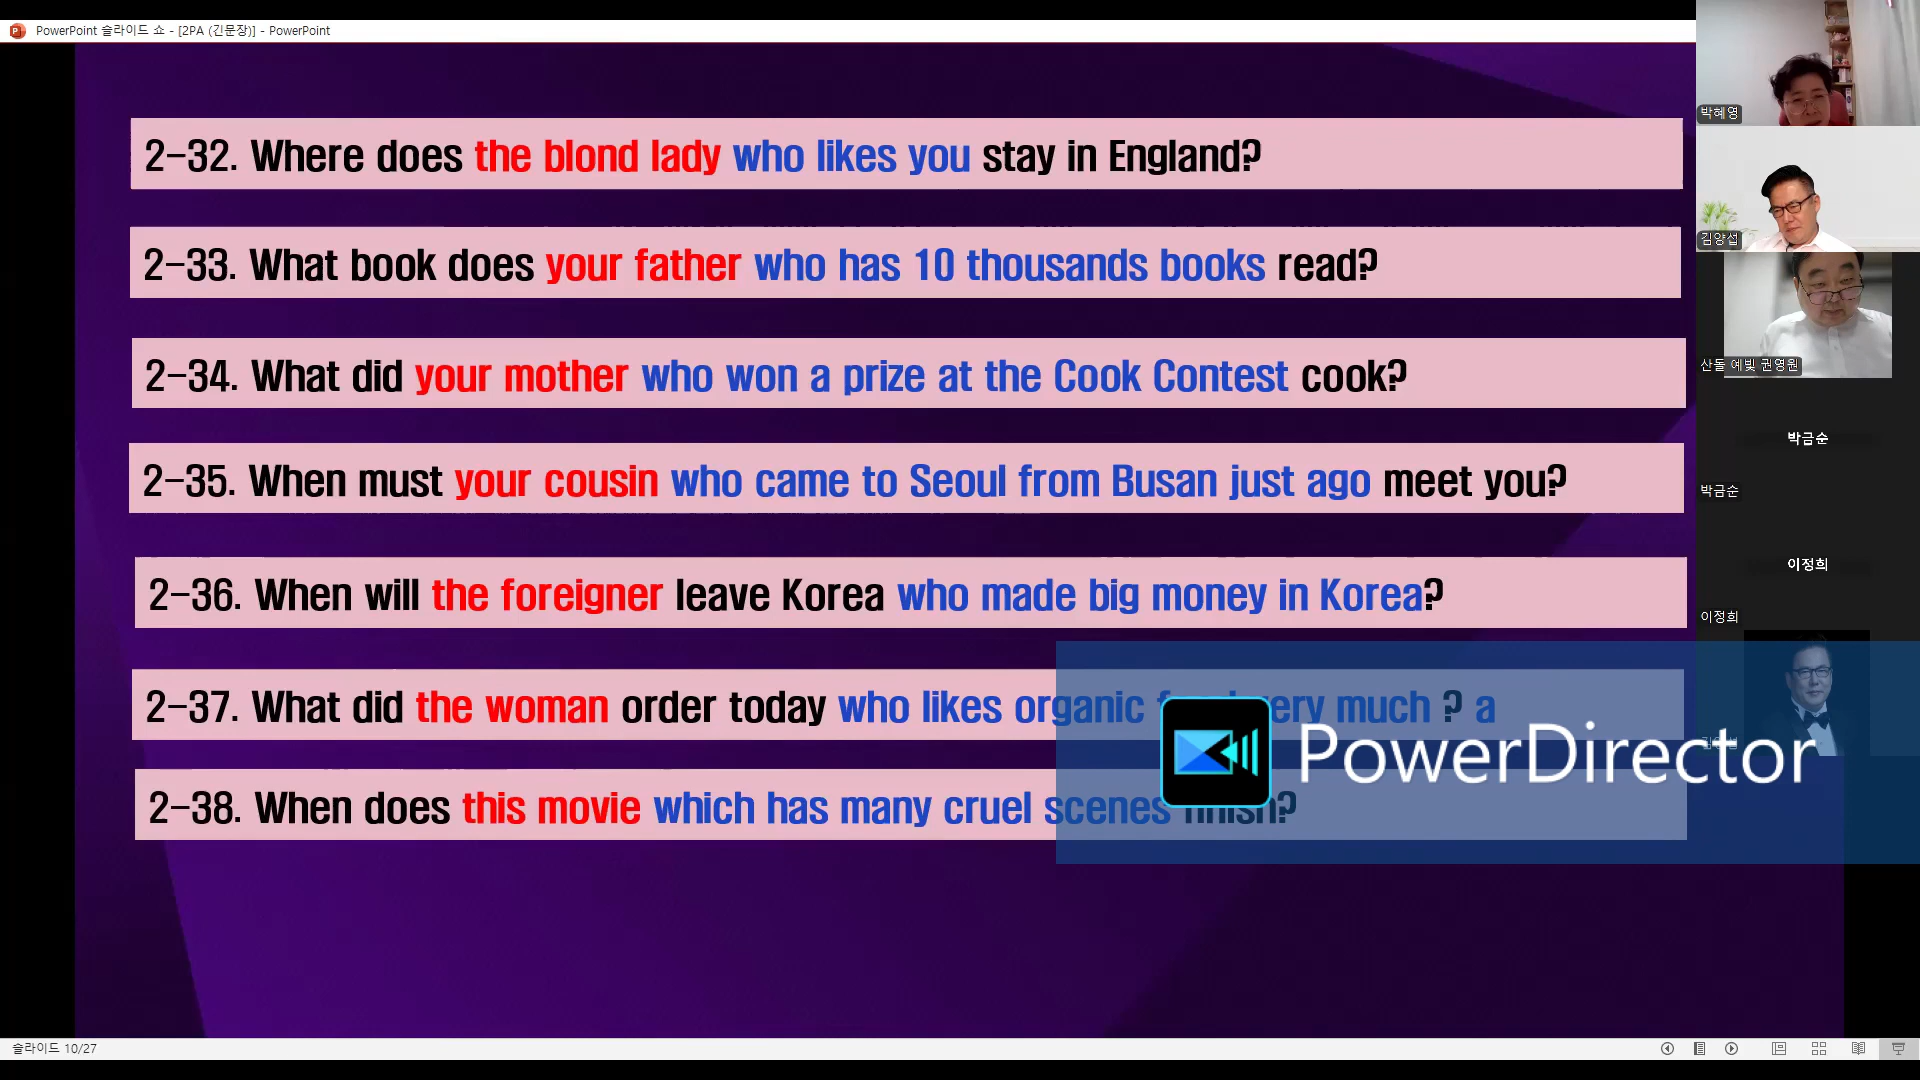 PowerPoint 슬라이드 쇼 - [2PA (긴문장)] - PowerPoint
2-32. Where does the blond lady who likes you stay in England?
2-33. What book does your father who has 10 thousands books read?
2-34. What did your mother who won a prize at the Cook Contest cook?
2-35. When must your cousin who came to Seoul from Busan just ago meet you?
2-36. When will the foreigner leave Korea who made big money in Korea?
2-37. What did the woman order today who likes organic very much ? a
2-38. When does this movie which has many cruel scenes finish?
PowerDirector
박혜영
김양섭
산돌 예빛 권영원
박금순
박금순
이정희
이정희
슬라이드 10/27